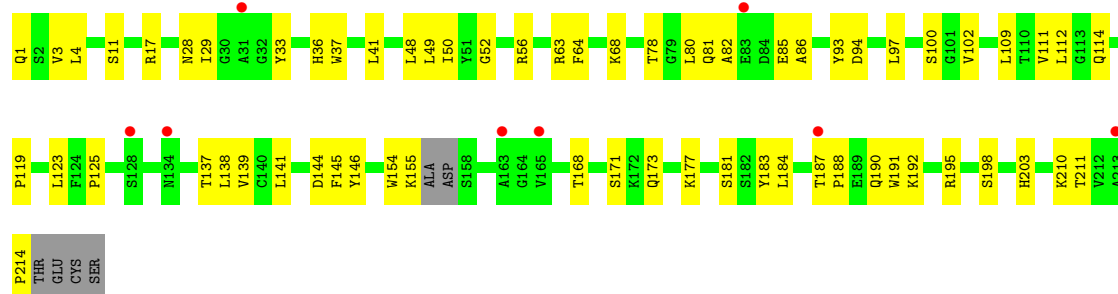 Q1 S2 V3 L4 S11 R17 N28 I29 G30 A31 G32 Y33 H36 W37 L41 L48 L49 I50 Y51 G52 R56 R63 F64 K68 T78 G79 L80 Q81 A82 E83 D84 E85 A86 Y93 D94 L97 S100 G101 V102 L109 T110 V111 L112 G113 Q114
P119 L123 F124 P125 S128 N134 T137 L138 V139 C140 L141 D144 F145 Y146 W154 K155 ALA ASP S158 A163 G164 V165 T168 S171 K172 Q173 K177 S181 S182 Y183 L184 T187 P188 E189 Q190 W191 K192 R195 S198 H203 K210 T211 V212 A213
P214 THR GLU CYS SER